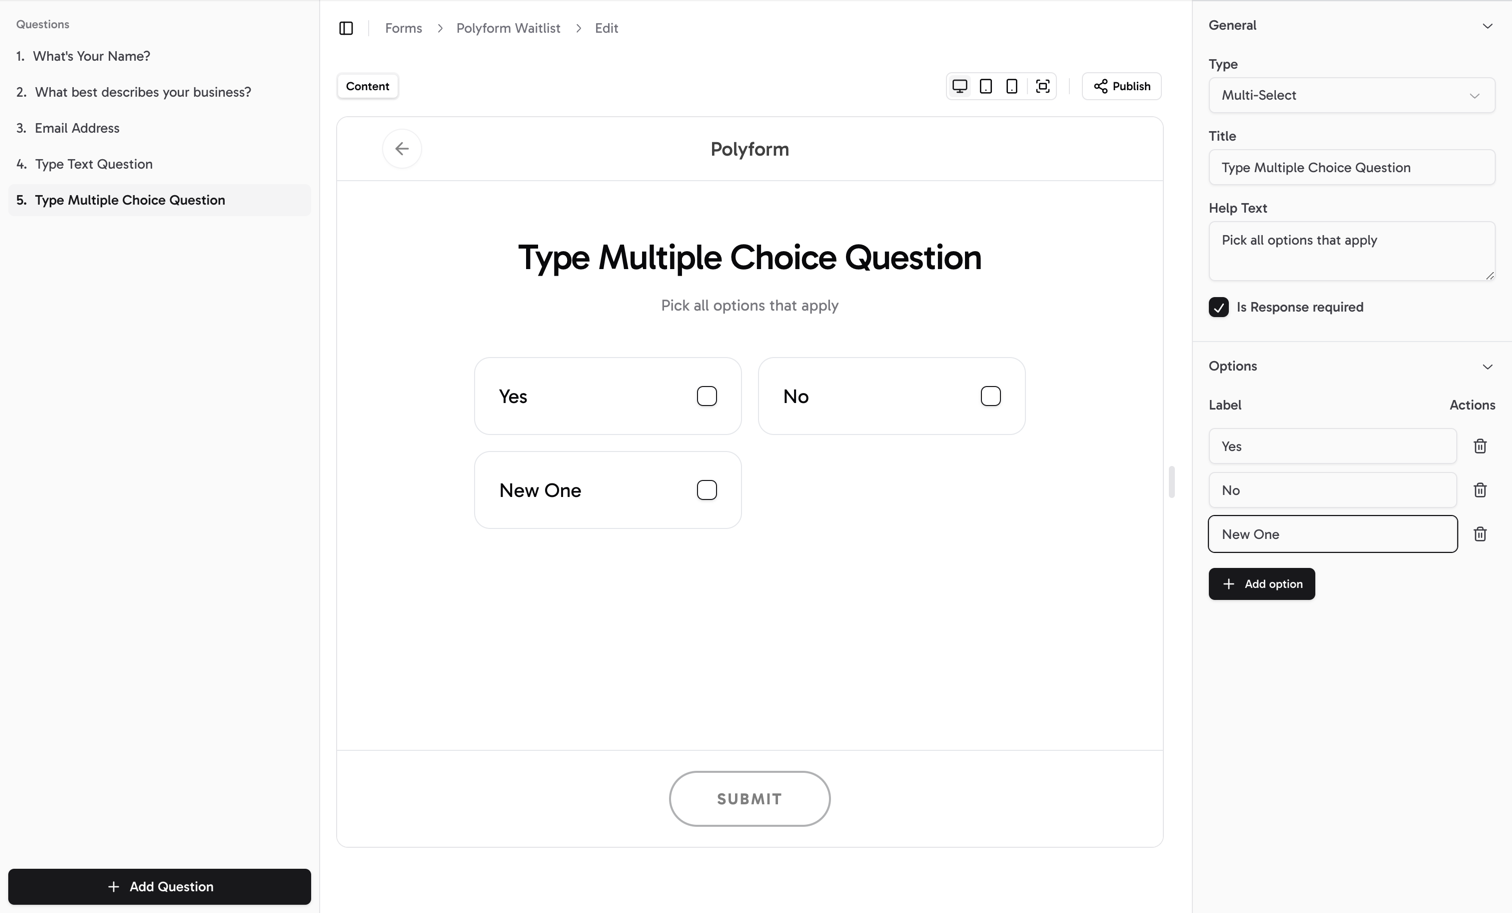 Questions
1. What's Your Name?
2. What best describes your business?
3. Email Address
4. Type Text Question
5. Type Multiple Choice Question
Add Question
Forms > Polyform Waitlist > Edit
Content
Publish
Polyform
Type Multiple Choice Question
Pick all options that apply
Yes
No
New One
SUBMIT
General
Type
Multi-Select
Title
Type Multiple Choice Question
Help Text
Pick all options that apply
Is Response required
Options
Label Actions
Yes
No
New One
Add option